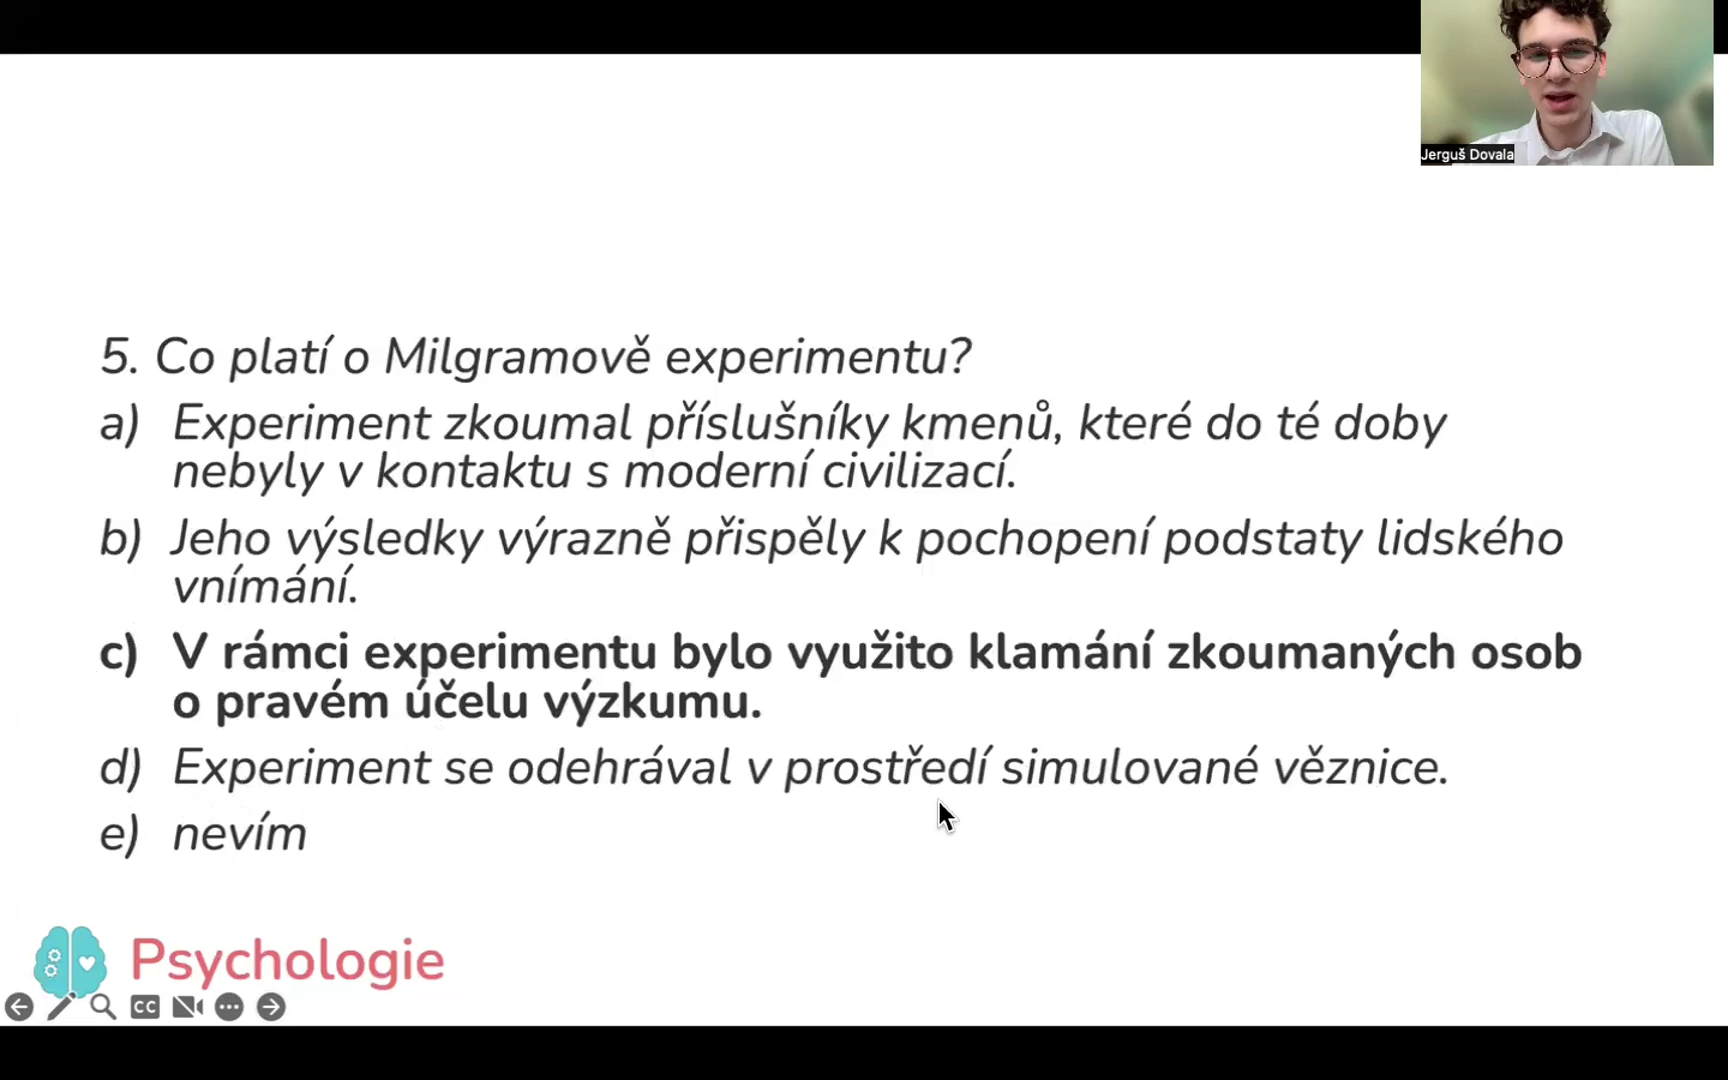 Jerguš Dovala
5. Co platí o Milgramově experimentu?
a) Experiment zkoumal příslušníky kmenů, které do té doby
nebyly v kontaktu s moderní civilizací.
b) Jeho výsledky výrazně přispěly k pochopení podstaty lidského
vnímání.
c) V rámci experimentu bylo využito klamání zkoumaných osob
o pravém účelu výzkumu.
d) Experiment se odehrával v prostředí simulované věznice.
e) nevím
Psychologie
CC